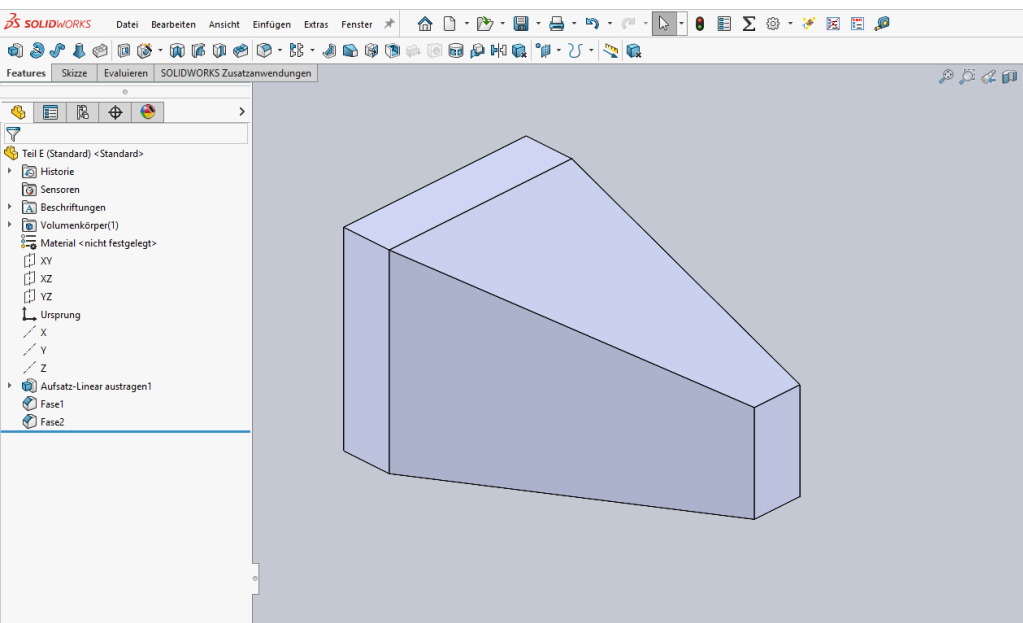 SOLIDWORKS Datei Bearbeiten Ansicht Einfügen Extras Fenster
Features Skizze Evaluieren SOLIDWORKS Zusatzanwendungen
Teil E (Standard) <Standard>
Historie
Sensoren
Beschriftungen
Volumenkörper(1)
Material <nicht festgelegt>
XY
XZ
YZ
Ursprung
X
Y
Z
Aufsatz-Linear austragen1
Fase1
Fase2